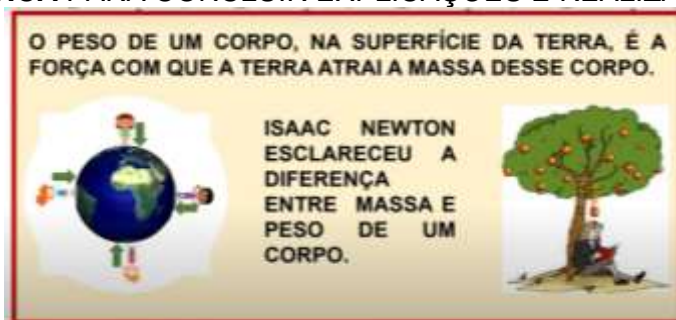 O PESO DE UM CORPO, NA SUPERFÍCIE DA TERRA, É A
FORÇA COM QUE A TERRA ATRAI A MASSA DESSE CORPO.
ISAAC NEWTON
ESCLARECEU A
DIFERENÇA
ENTRE MASSA E
PESO DE UM
CORPO.